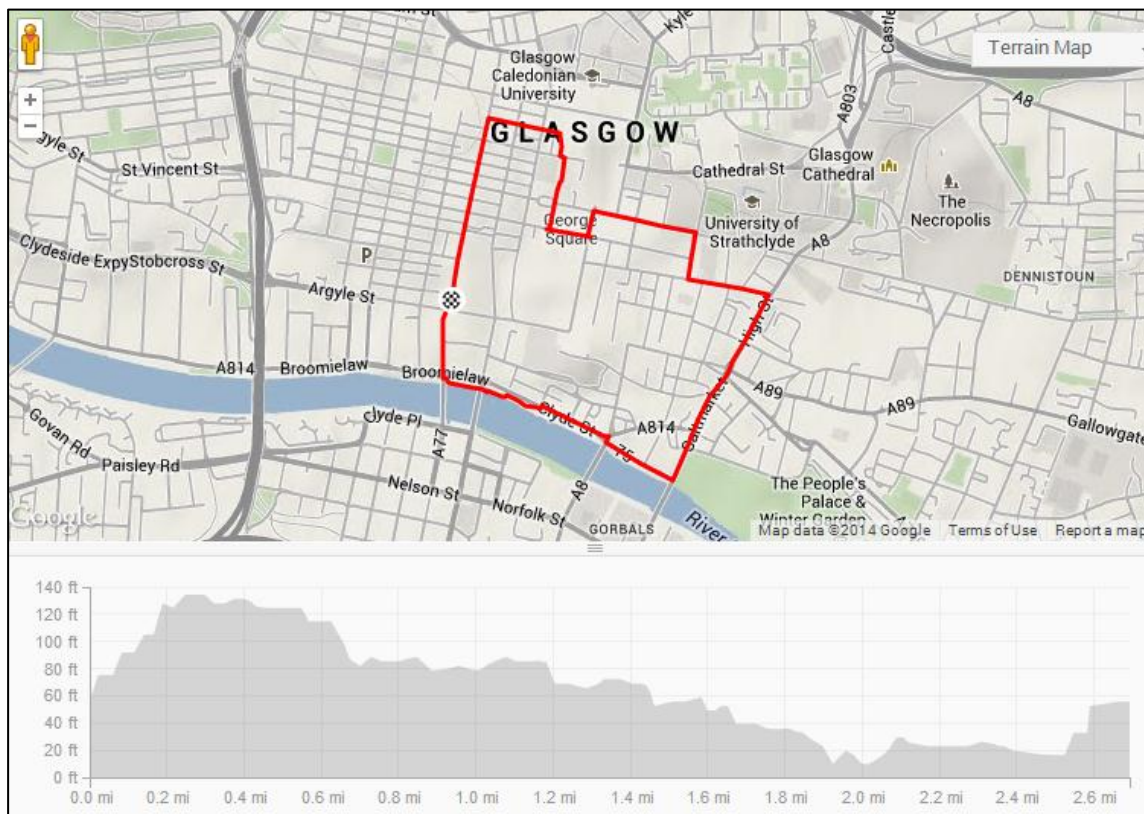 Kyle
Castle
Terrain Map
Glasgow
Caledonian
University
A8
A803
GLASGOW
St Vincent St
Cathedral St
Glasgow
Cathedral
The
Necropolis
University of
Strathclyde
George
Square
A8
P
Clydeside Expy
Stobcross St
DENNISTOUN
Argyle St
High St
A814
Broomielaw
Broomielaw
A89
A89
Saltmarket
Clyde St
A814
75
Gallowgate
Govan Rd
Paisley Rd
A77
Nelson St
Norfolk St
A8
GORBALS
River
The People's
Palace &
Winter Garden
Google
Map data ©2014 Google
Terms of Use
Report a map
140 ft
120 ft
100 ft
80 ft
60 ft
40 ft
20 ft
0 ft
0.0 mi 0.2 mi 0.4 mi 0.6 mi 0.8 mi 1.0 mi 1.2 mi 1.4 mi 1.6 mi 1.8 mi 2.0 mi 2.2 mi 2.4 mi 2.6 mi